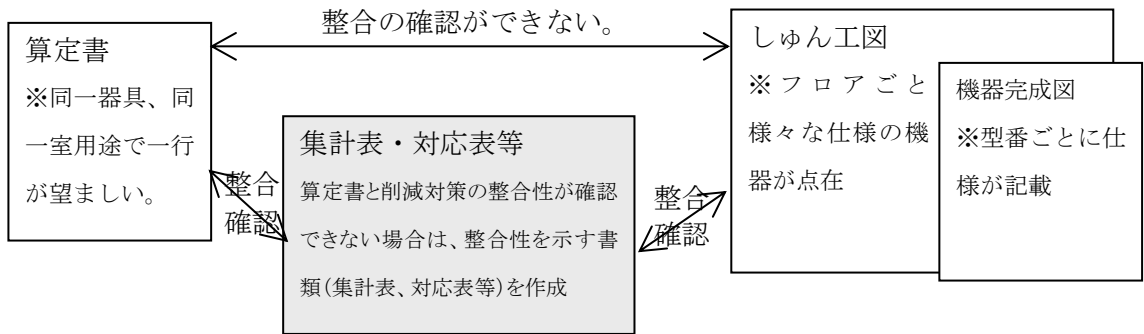 整合の確認ができない。
算定書
※同一器具、同
一室用途で一行
が望ましい。
整合
確認
集計表・対応表等
算定書と削減対策の整合性が確認
できない場合は、整合性を示す書
類(集計表、対応表等)を作成
整合
確認
しゅん工図
※フロアごと
様々な仕様の機
器が点在
機器完成図
※型番ごとに仕
様が記載